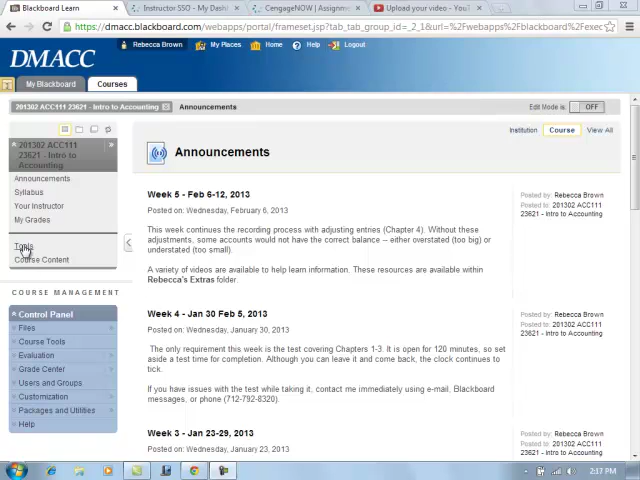 Blackboard Learn
Instructor SSO - My Dash
CengageNOW | Assignme
Upload your video - YouT
https://dmacc.blackboard.com/webapps/portal/frameset.jsp?tab_tab_group_id=_2_1&url=%2Fwebapps%2Fblackboard%2Fexec
DMACC
Rebecca Brown
My Places
Home
Help
Logout
My Blackboard
Courses
201302 ACC111 23621 - Intro to Accounting
Announcements
Edit Mode is:
OFF
201302 ACC111
23621 - Intro to
Accounting
Announcements
Syllabus
Your Instructor
My Grades
Tools
Course Content
COURSE MANAGEMENT
Control Panel
Files
Course Tools
Evaluation
Grade Center
Users and Groups
Customization
Packages and Utilities
Help
Institution
Course
View All
Announcements
Week 5 - Feb 6-12, 2013
Posted on: Wednesday, February 6, 2013
This week continues the recording process with adjusting entries (Chapter 4). Without these
adjustments, some accounts would not have the correct balance -- either overstated (too big) or
understated (too small).
A variety of videos are available to help learn information. These resources are available within
Rebecca's Extras folder.
Posted by: Rebecca Brown
Posted to: 201302 ACC111
23621 - Intro to Accounting
Week 4 - Jan 30 Feb 5, 2013
Posted on: Wednesday, January 30, 2013
The only requirement this week is the test covering Chapters 1-3. It is open for 120 minutes, so set
aside a test time for completion. Although you can leave it and come back, the clock continues to
tick.
If you have issues with the test while taking it, contact me immediately using e-mail, Blackboard
messages, or phone (712-792-8320).
Posted by: Rebecca Brown
Posted to: 201302 ACC111
23621 - Intro to Accounting
Week 3 - Jan 23-29, 2013
Posted on: Wednesday, January 23, 2013
Posted by: Rebecca Brown
Posted to: 201302 ACC111
23621 - Intro to Accounting
2:17 PM